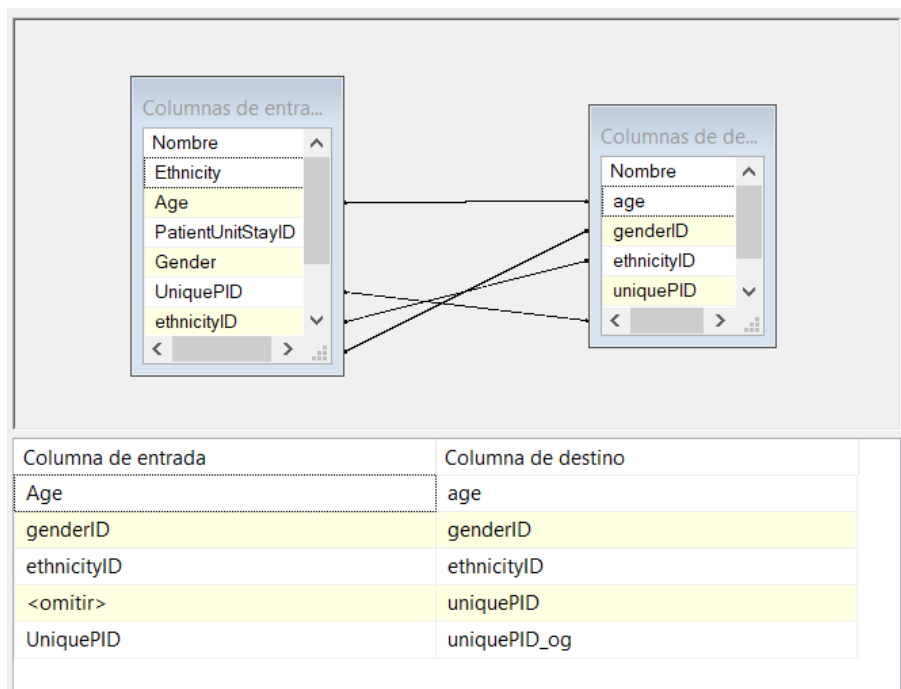 Columnas de entra...
Nombre
Ethnicity
Age
PatientUnitStayID
Gender
UniquePID
ethnicityID
Columnas de de...
Nombre
age
genderID
ethnicityID
uniquePID
Columna de entrada Columna de destino
Age age
genderID genderID
ethnicityID ethnicityID
<omitir> uniquePID
UniquePID uniquePID_og